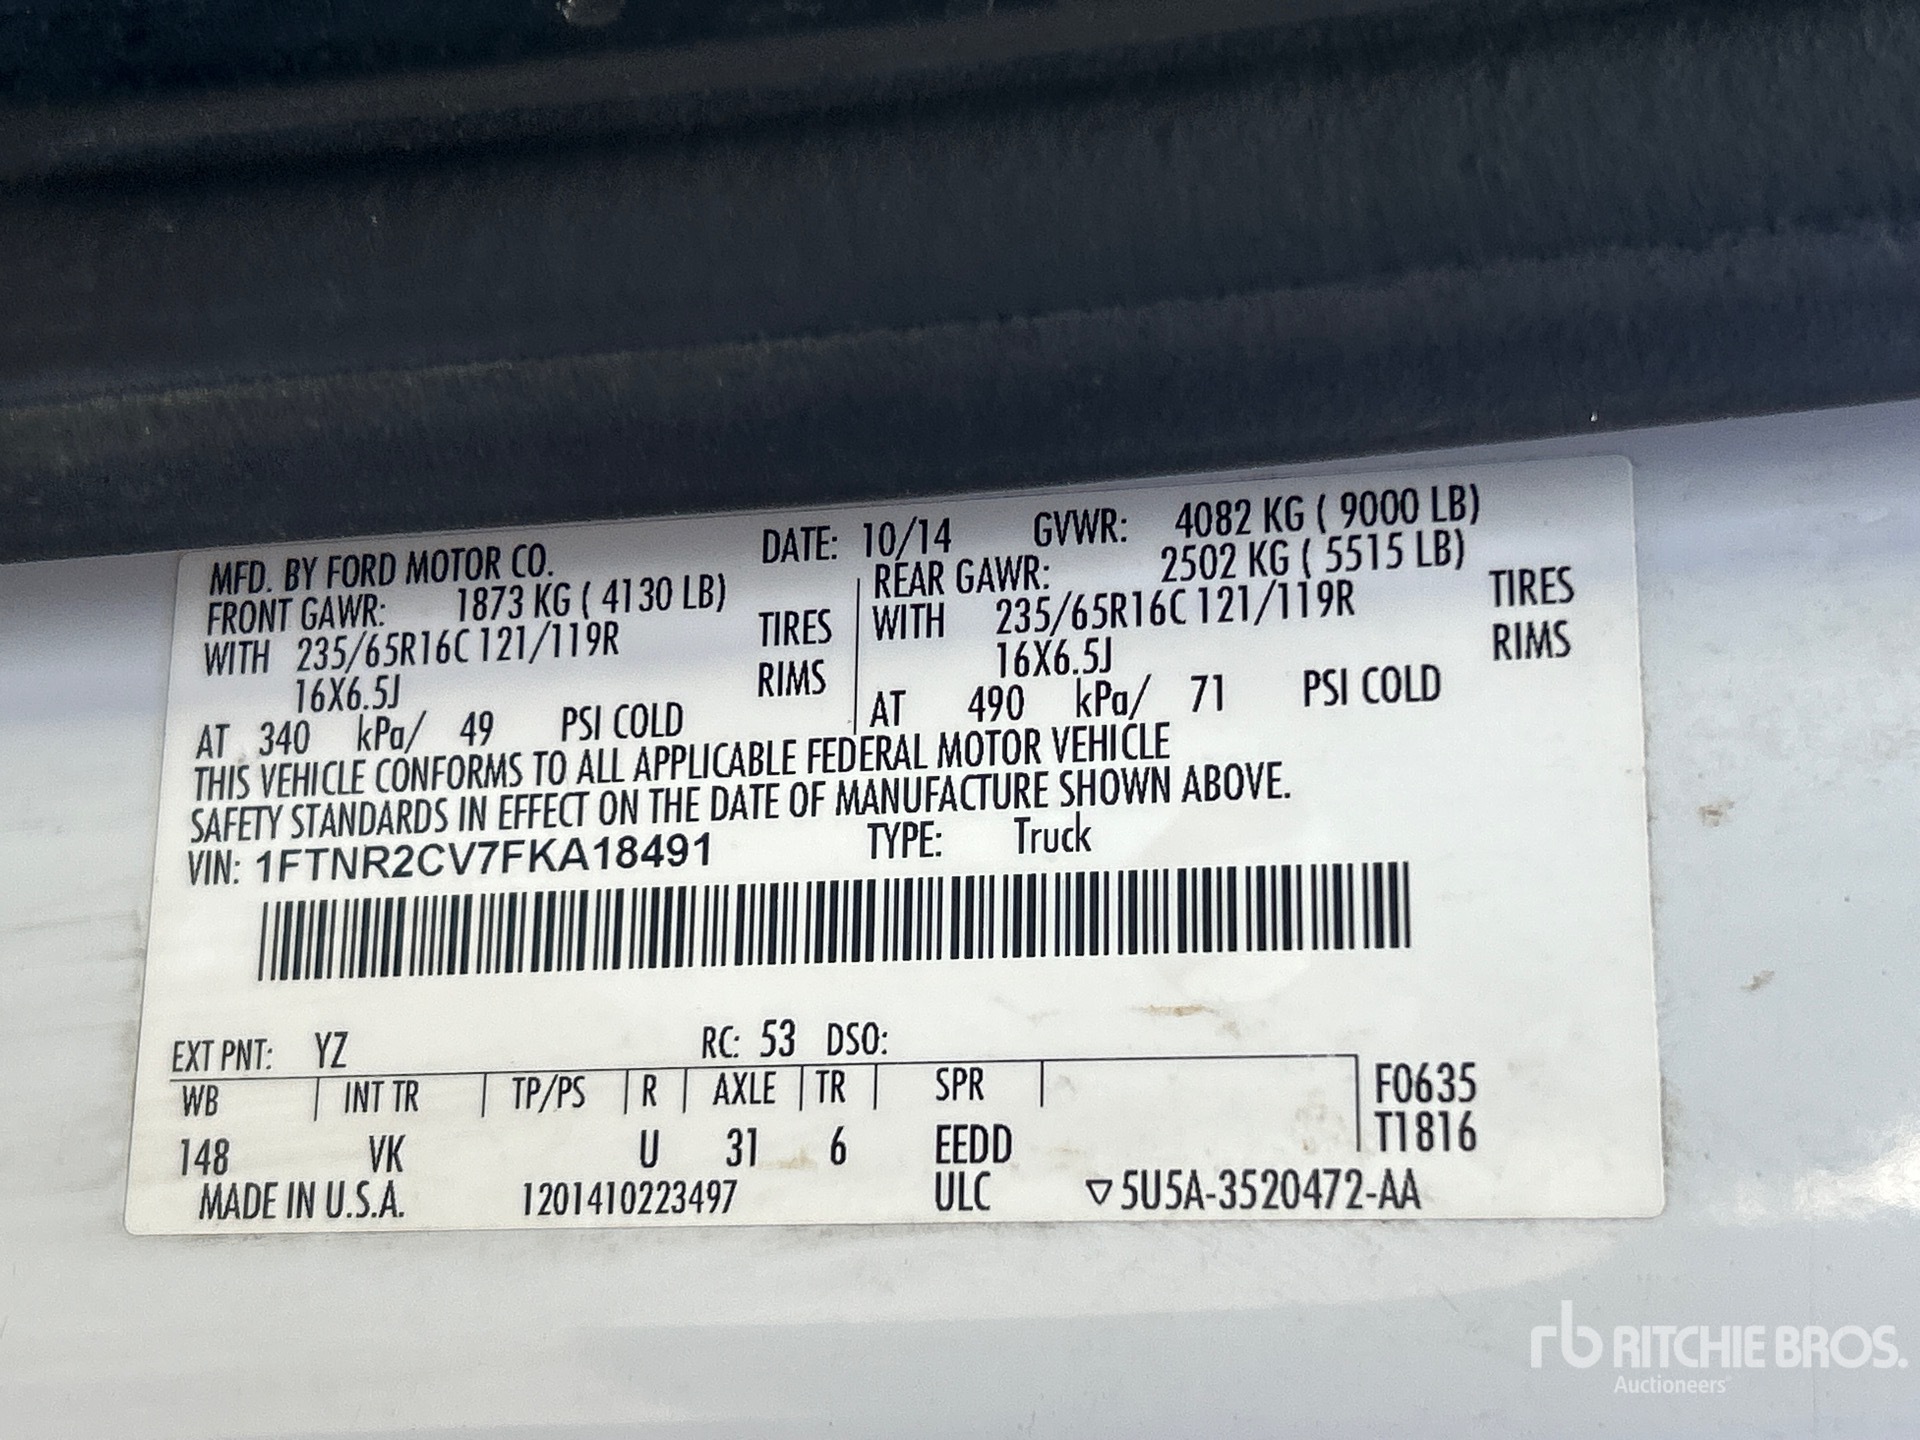 MFD. BY FORD MOTOR CO. DATE: 10/14 GVWR: 4082 KG ( 9000 LB)
FRONT GAWR: 1873 KG ( 4130 LB) REAR GAWR: 2502 KG ( 5515 LB)
WITH 235/65R16C 121/119R TIRES WITH 235/65R16C 121/119R TIRES
16X6.5J RIMS 16X6.5J RIMS
AT 340 kPa/ 49 PSI COLD AT 490 kPa/ 71 PSI COLD
THIS VEHICLE CONFORMS TO ALL APPLICABLE FEDERAL MOTOR VEHICLE
SAFETY STANDARDS IN EFFECT ON THE DATE OF MANUFACTURE SHOWN ABOVE.
VIN: 1FTNR2CV7FKA18491 TYPE: Truck
EXT PNT: YZ RC: 53 DSO:
WB INT TR TP/PS R AXLE TR SPR F0635
148 VK U 31 6 EEDD T1816
MADE IN U.S.A. 1201410223497 ULC ▽5U5A-3520472-AA
rb RITCHIE BROS.
Auctioneers